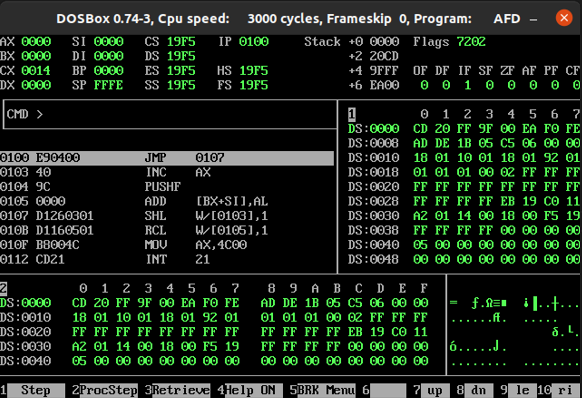 DOSBox 0.74-3, Cpu speed: 3000 cycles, Frameskip 0, Program: AFD
AX 0000 SI 0000 CS 19F5 IP 0100 Stack +0 0000 Flags 7202
BX 0000 DI 0000 DS 19F5 +2 20CD
CX 0014 BP 0000 ES 19F5 HS 19F5 +4 9FFF OF DF IF SF ZF AF PF CF
DX 0000 SP FFFE SS 19F5 FS 19F5 +6 EA00 0 0 1 0 0 0 0 0
CMD >
1 0 1 2 3 4 5 6 7
DS:0000 CD 20 FF 9F 00 EA F0 FE
DS:0008 AD DE 1B 05 C5 06 00 00
DS:0010 18 01 10 01 18 01 92 01
DS:0018 01 01 01 00 02 FF FF FF
DS:0020 FF FF FF FF FF FF FF FF
DS:0028 FF FF FF FF EB 19 C0 11
DS:0030 A2 01 14 00 18 00 F5 19
DS:0038 FF FF FF FF 00 00 00 00
DS:0040 05 00 00 00 00 00 00 00
DS:0048 00 00 00 00 00 00 00 00
0100 E90400 JMP 0107
0103 40 INC AX
0104 9C PUSHF
0105 0000 ADD [BX+SI],AL
0107 D1260301 SHL W/[0103],1
010B D1160501 RCL W/[0105],1
010F B8004C MOV AX,4C00
0112 CD21 INT 21
2 0 1 2 3 4 5 6 7 8 9 A B C D E F
DS:0000 CD 20 FF 9F 00 EA F0 FE AD DE 1B 05 C5 06 00 00
DS:0010 18 01 10 01 18 01 92 01 01 01 01 00 02 FF FF FF
DS:0020 FF FF FF FF FF FF FF FF FF FF FF FF EB 19 C0 11
DS:0030 A2 01 14 00 18 00 F5 19 FF FF FF FF 00 00 00 00
DS:0040 05 00 00 00 00 00 00 00 00 00 00 00 00 00 00 00
1 Step 2 ProcStep 3 Retrieve 4 Help ON 5 BRK Menu 6 7 up 8 dn 9 le 10 ri